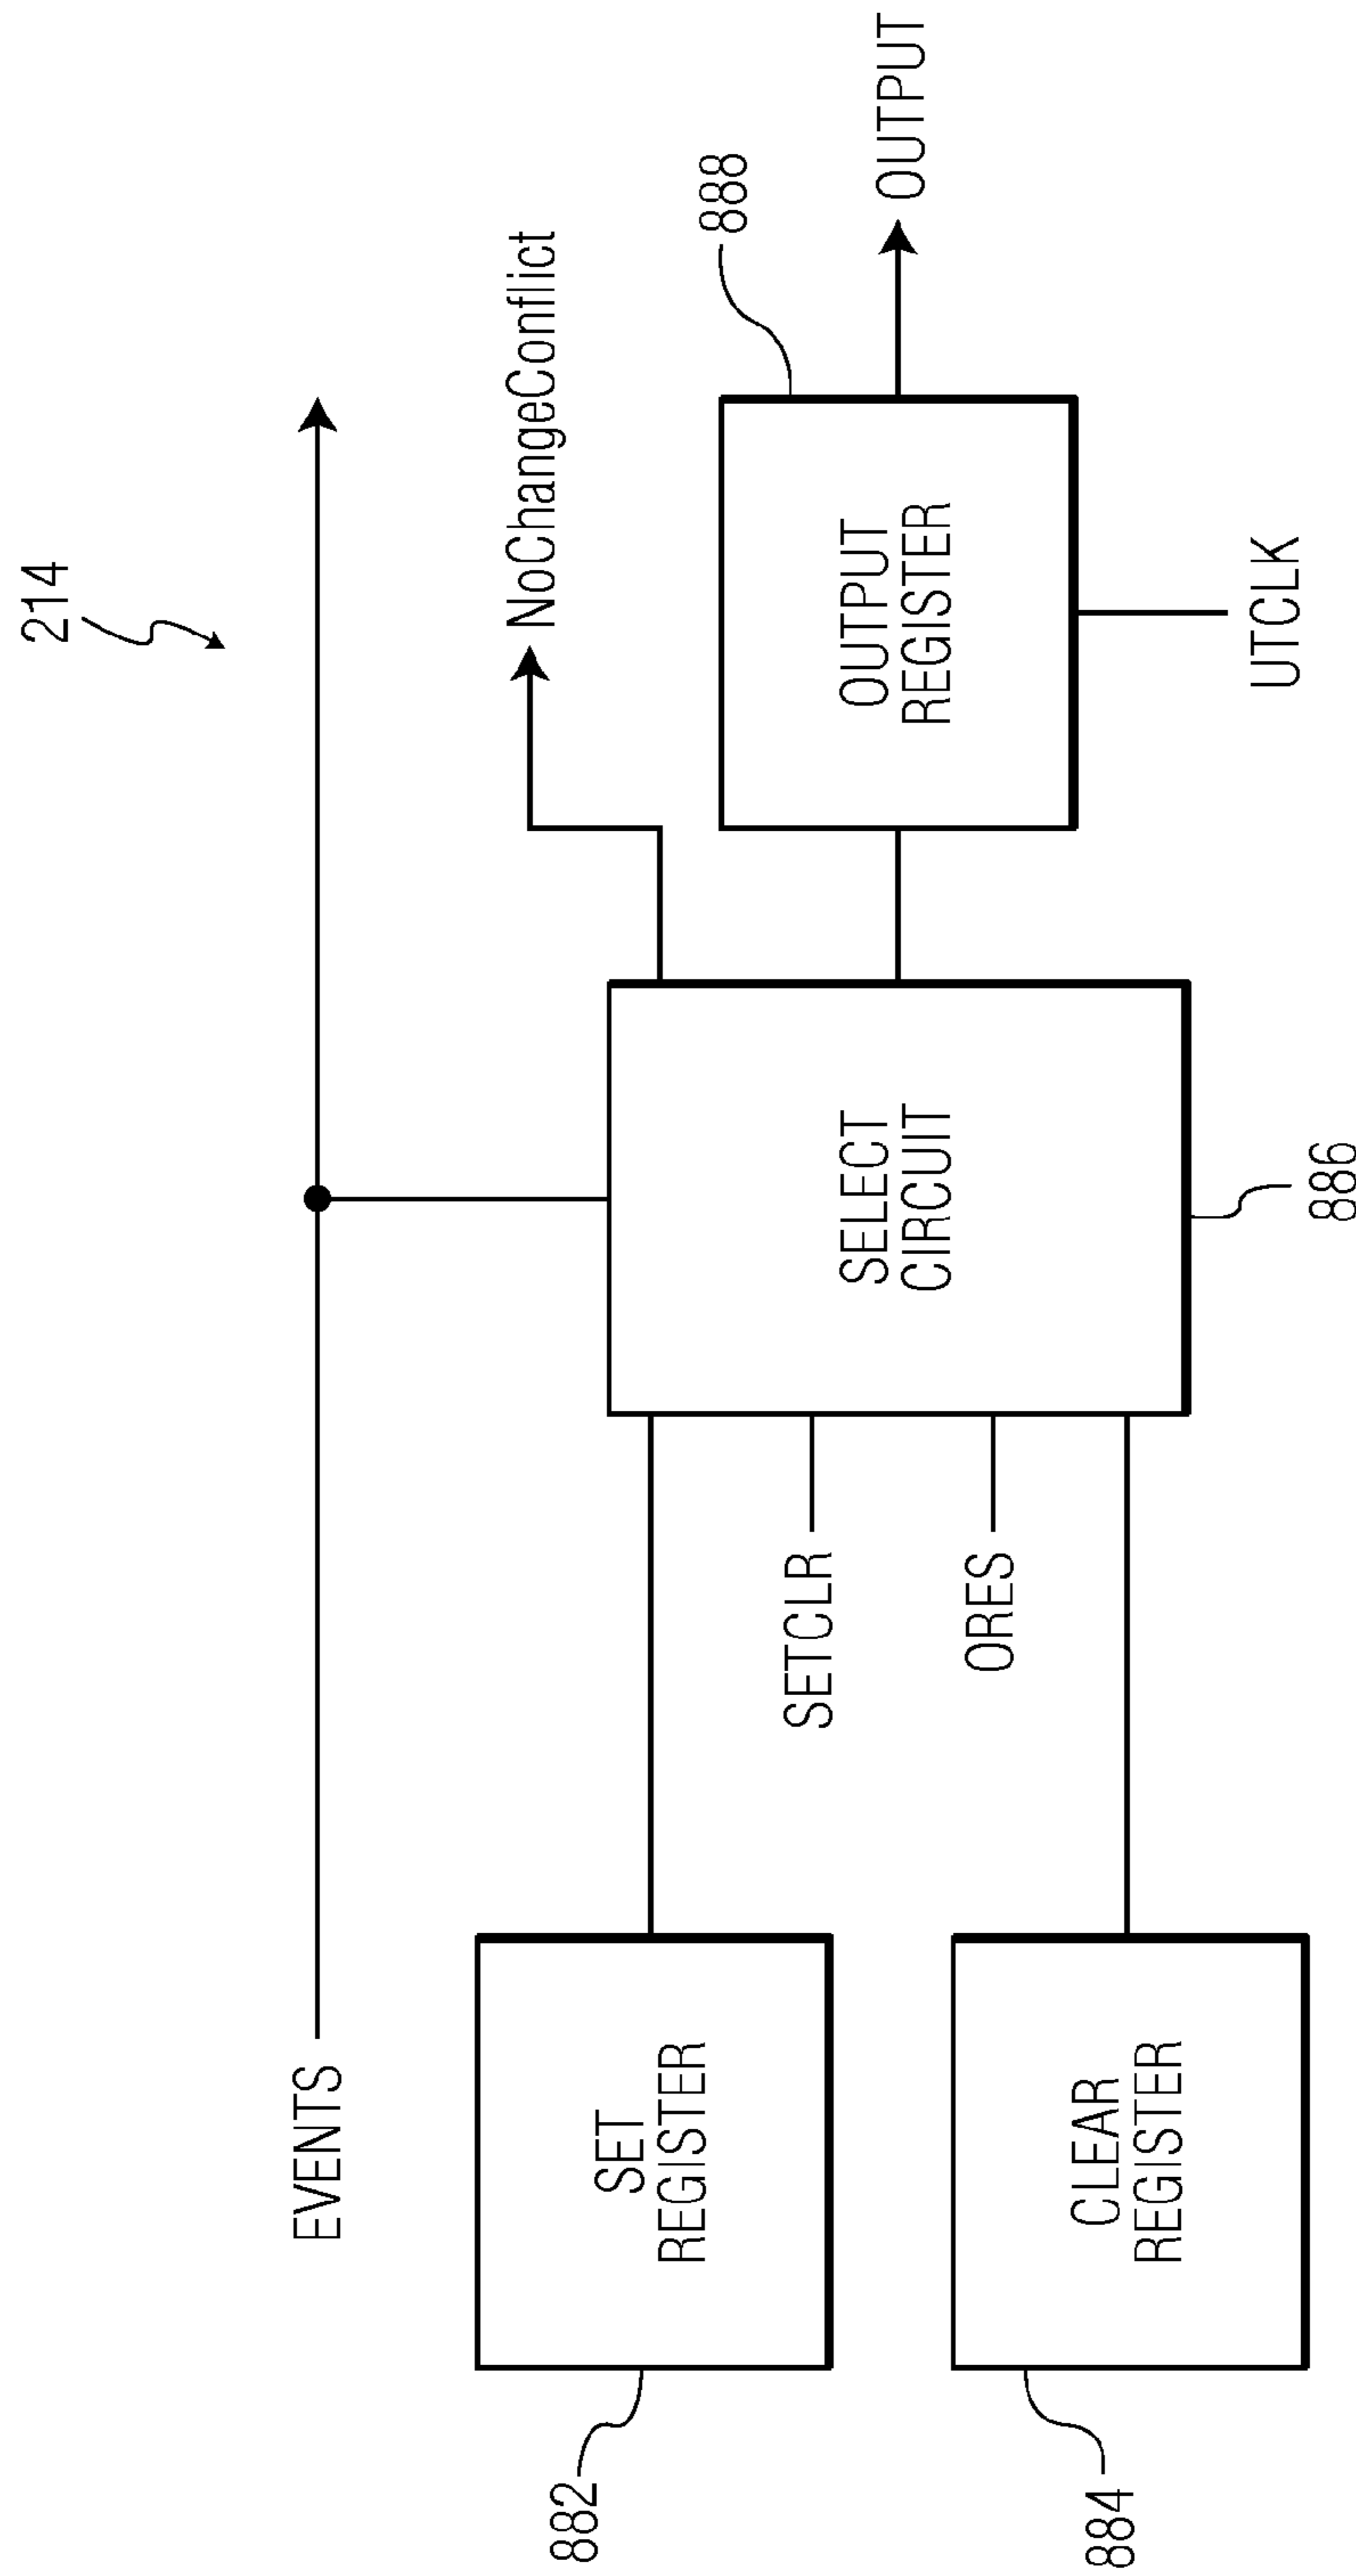 214
EVENTS
NoChangeConflict
882
SET
REGISTER
SETCLR
SELECT
CIRCUIT
OUTPUT
REGISTER
888
OUTPUT
ORES
884
CLEAR
REGISTER
886
UTCLK